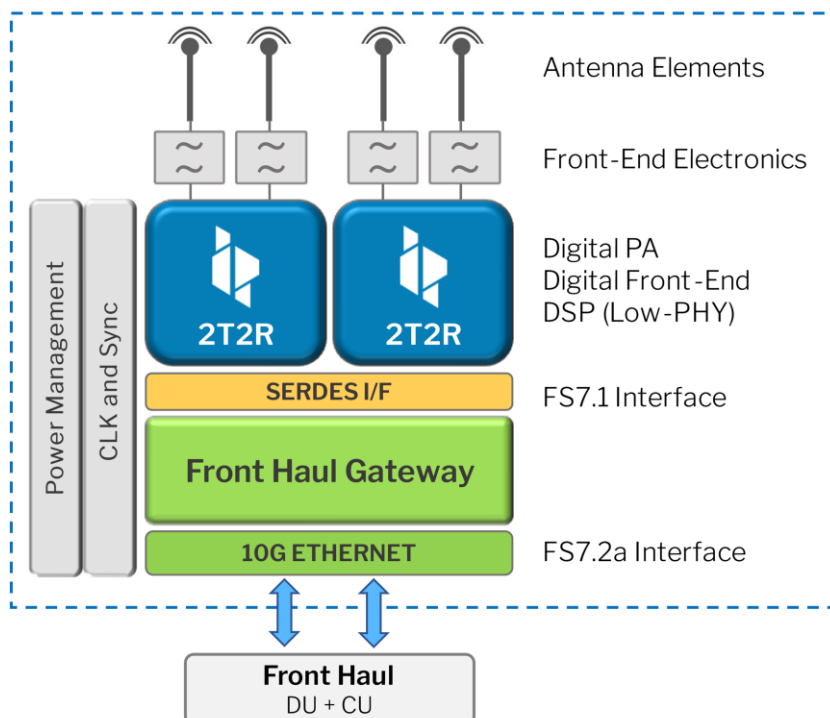 Antenna Elements
Front-End Electronics
Digital PA
Digital Front-End
DSP (Low-PHY)
2T2R
2T2R
Power Management
CLK and Sync
SERDES I/F
FS7.1 Interface
Front Haul Gateway
10G ETHERNET
FS7.2a Interface
Front Haul
DU + CU